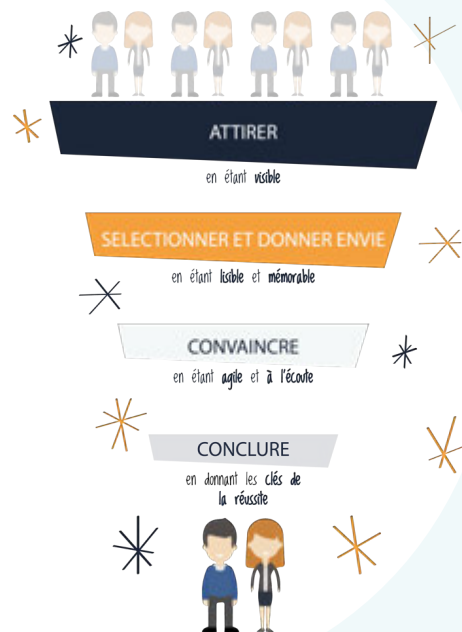 ATTIRER
en étant visible
SELECTIONNER ET DONNER ENVIE
en étant lisible et mémorable
CONVAINCRE
en étant agile et à l'écoute
CONCLURE
en donnant les clés de
la réussite